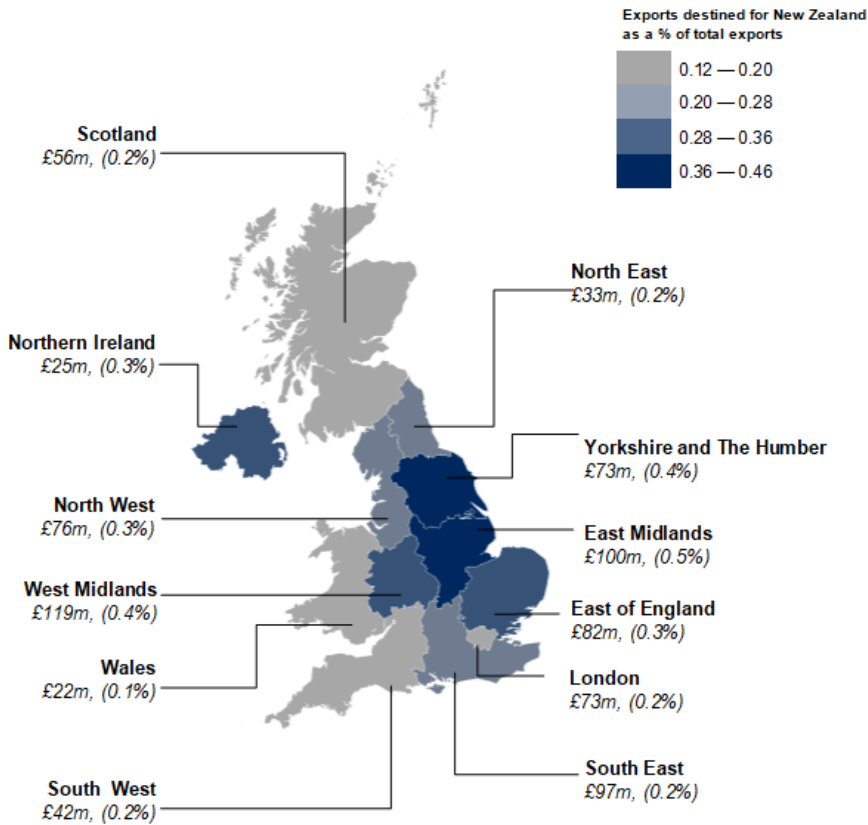 Exports destined for New Zealand
as a % of total exports
0.12 — 0.20
0.20 — 0.28
0.28 — 0.36
0.36 — 0.46
Scotland
£56m, (0.2%)
North East
£33m, (0.2%)
Northern Ireland
£25m, (0.3%)
Yorkshire and The Humber
£73m, (0.4%)
North West
£76m, (0.3%)
East Midlands
£100m, (0.5%)
West Midlands
£119m, (0.4%)
East of England
£82m, (0.3%)
Wales
£22m, (0.1%)
London
£73m, (0.2%)
South East
£97m, (0.2%)
South West
£42m, (0.2%)